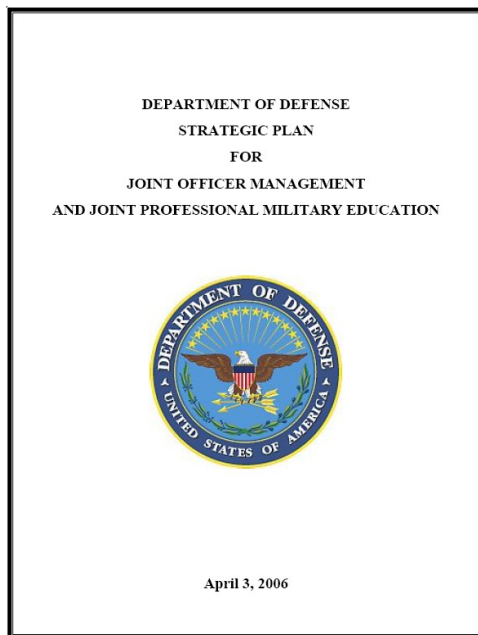 DEPARTMENT OF DEFENSE
STRATEGIC PLAN
FOR
JOINT OFFICER MANAGEMENT
AND JOINT PROFESSIONAL MILITARY EDUCATION
DEPARTMENT OF DEFENSE
UNITED STATES OF AMERICA
April 3, 2006